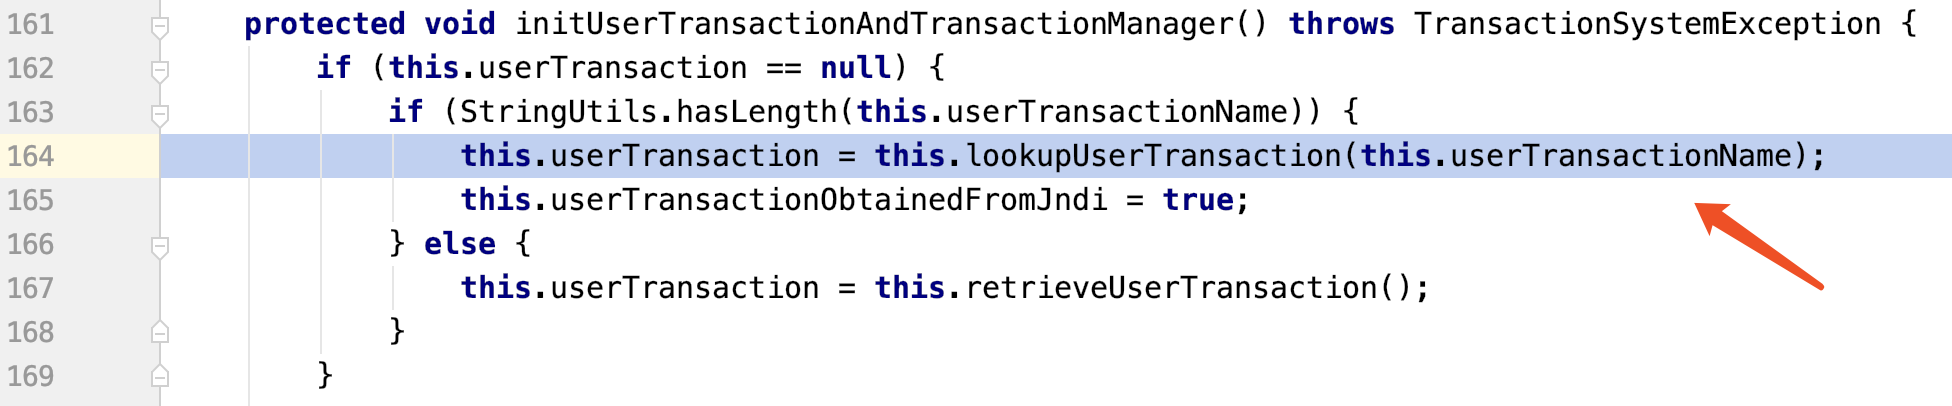 161 protected void initUserTransactionAndTransactionManager() throws TransactionSystemException {
162 if (this.userTransaction == null) {
163 if (StringUtils.hasLength(this.userTransactionName)) {
164 this.userTransaction = this.lookupUserTransaction(this.userTransactionName);
165 this.userTransactionObtainedFromJndi = true;
166 } else {
167 this.userTransaction = this.retrieveUserTransaction();
168 }
169 }